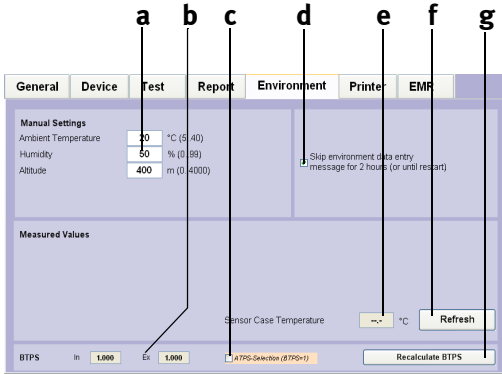 a b c d e f g
General Device Test Report Environment Printer EMR
Manual Settings
Ambient Temperature 20 °C (5..40)
Humidity 50 % (0..99)
Altitude 400 m (0..4000)
Skip environment data entry
message for 2 hours (or until restart)
Measured Values
Sensor Case Temperature --.- °C Refresh
BTPS In 1.000 Ex 1.000 ATPS-Selection (BTPS=1) Recalculate BTPS